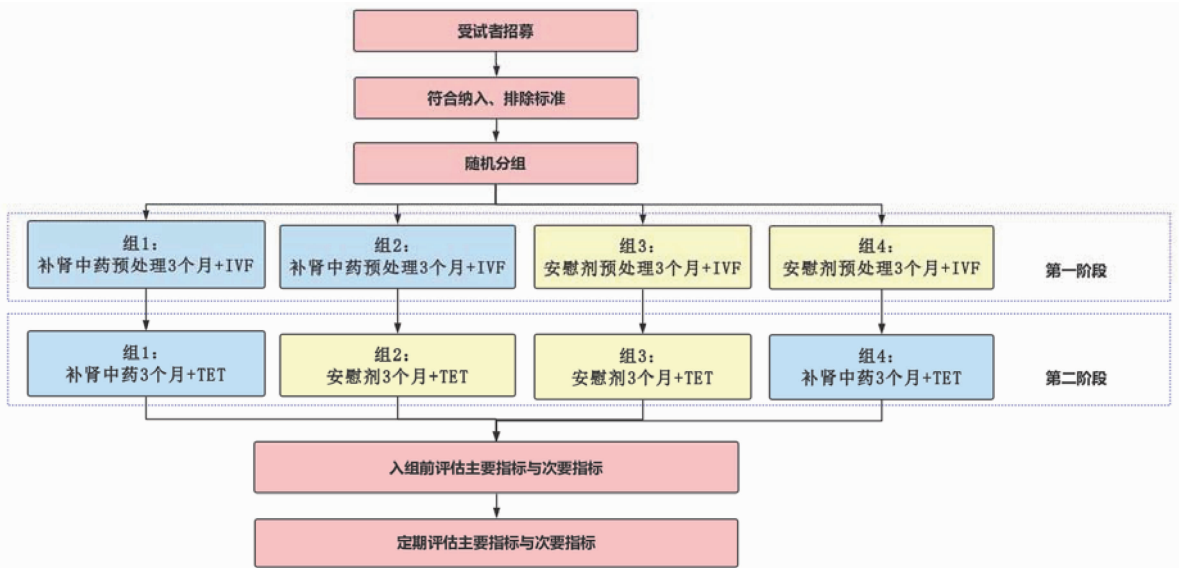 受试者招募
符合纳入、排除标准
随机分组
组1：
补肾中药预处理3个月+IVF
组2：
补肾中药预处理3个月+IVF
组3：
安慰剂预处理3个月+IVF
组4：
安慰剂预处理3个月+IVF
第一阶段
组1：
补肾中药3个月+TET
组2：
安慰剂3个月+TET
组3：
安慰剂3个月+TET
组4：
补肾中药3个月+TET
第二阶段
入组前评估主要指标与次要指标
定期评估主要指标与次要指标